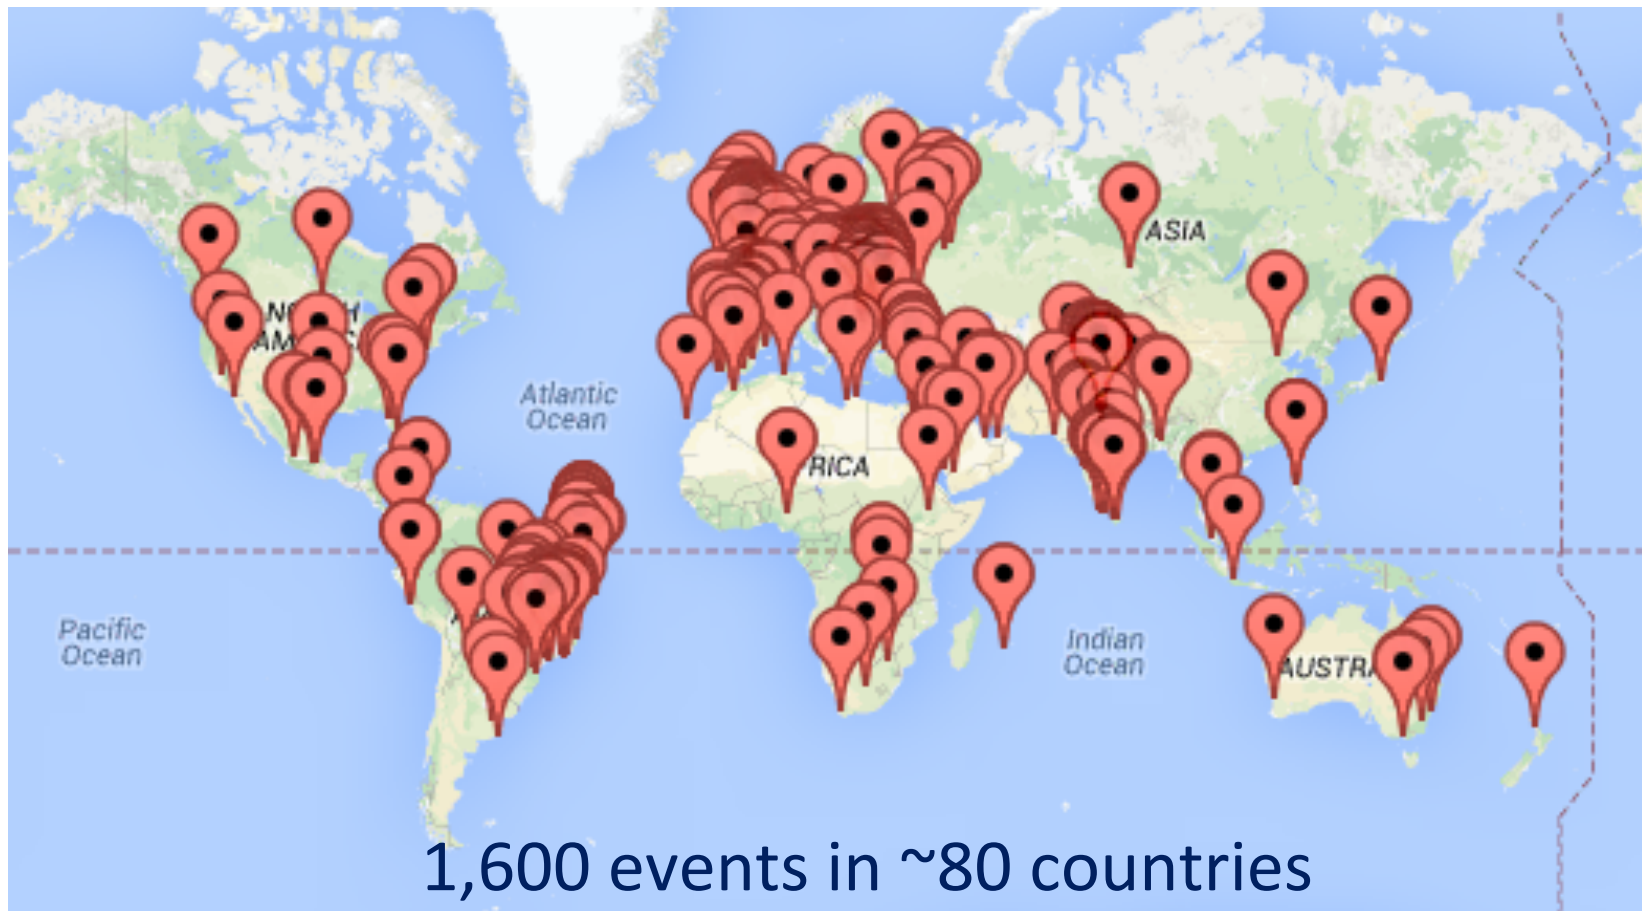 ASIA
Atlantic
Ocean
RICA
Pacific
Ocean
Indian
Ocean
AUSTRA
1,600 events in ~80 countries